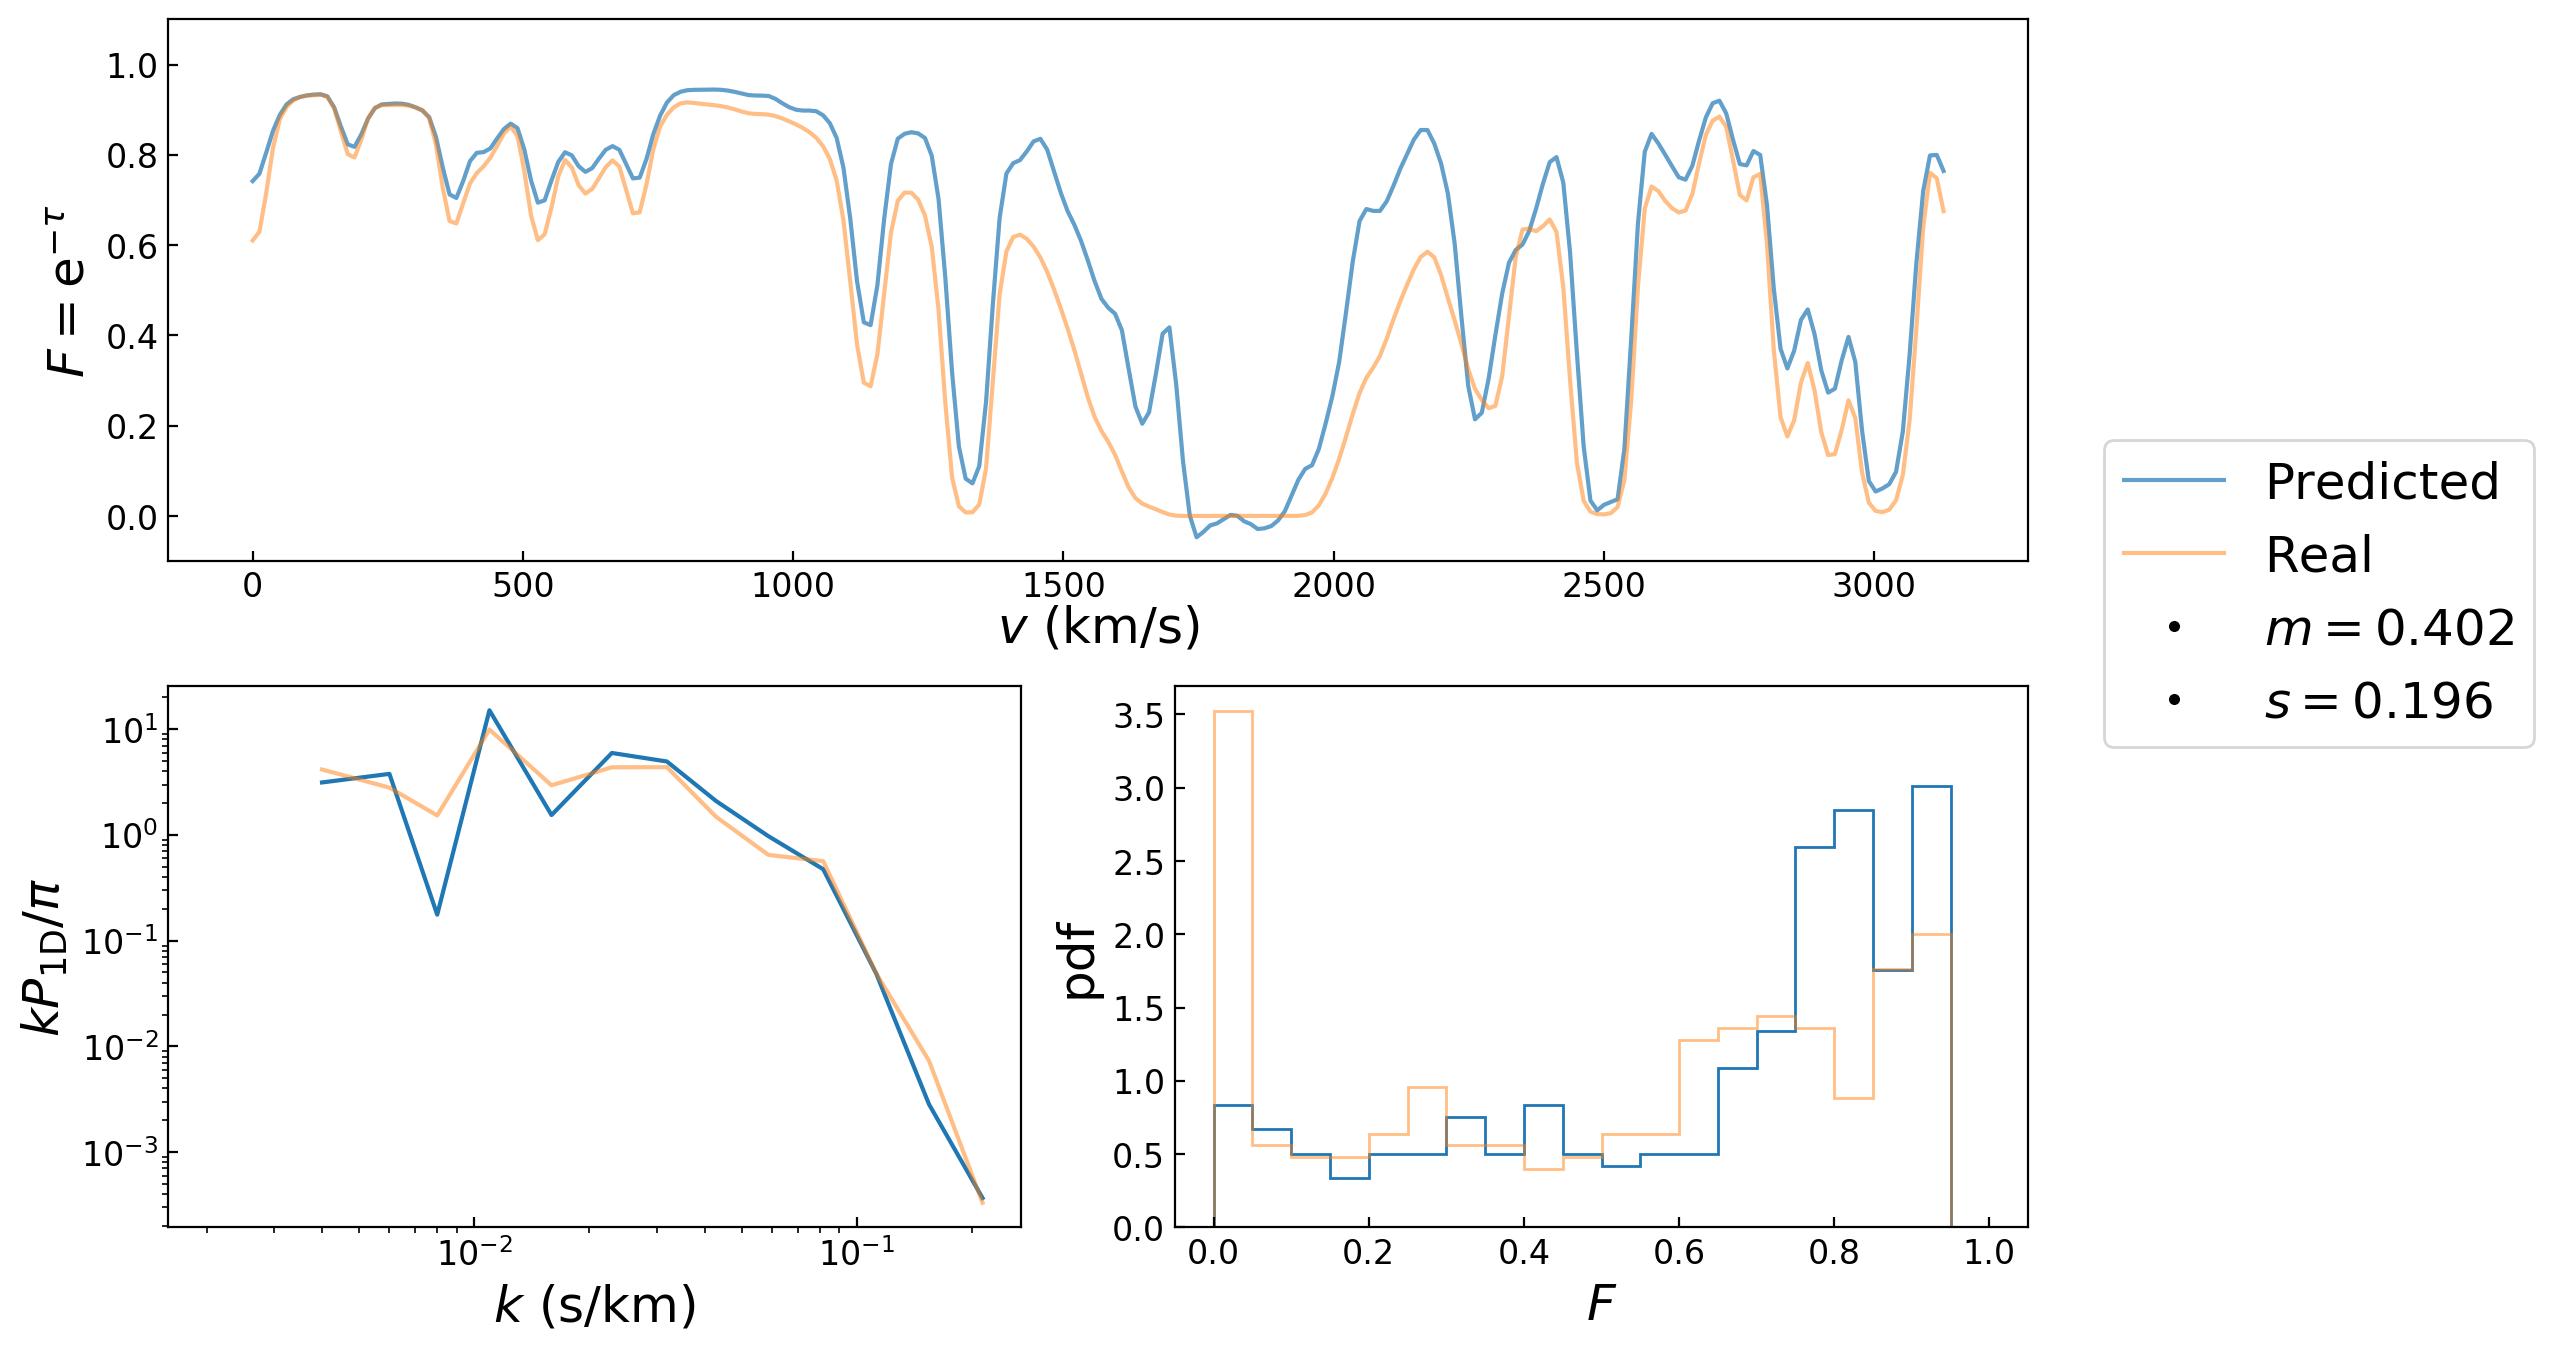 1.0
0.8
0.6
0.4
0.2
0.0
F = e^{-τ}
0 500 1000 1500 2000 2500 3000
v (km/s)
Predicted
Real
m = 0.402
s = 0.196
10^1
10^0
10^{-1}
10^{-2}
10^{-3}
kP_{1D}/π
10^{-2} 10^{-1}
k (s/km)
3.5
3.0
2.5
2.0
1.5
1.0
0.5
0.0
pdf
0.0 0.2 0.4 0.6 0.8 1.0
F